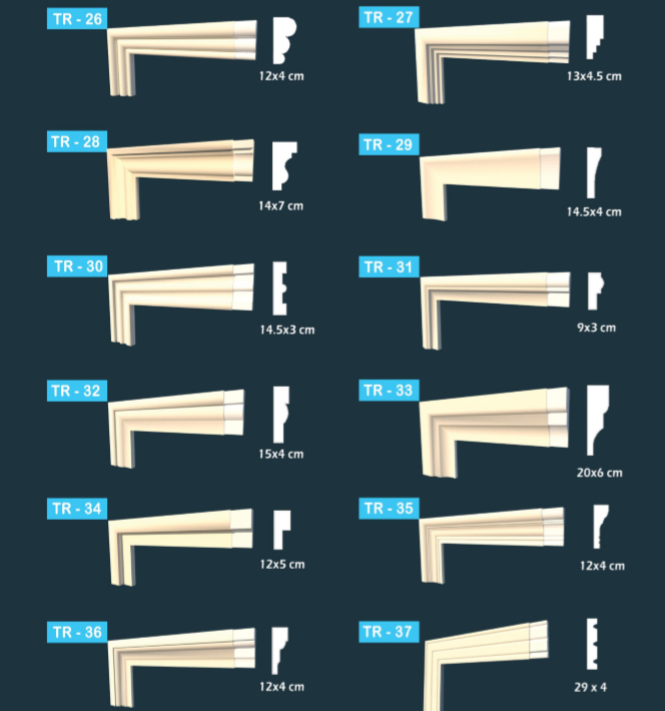 TR - 26
12x4 cm
TR - 27
13x4.5 cm
TR - 28
14x7 cm
TR - 29
14.5x4 cm
TR - 30
14.5x3 cm
TR - 31
9x3 cm
TR - 32
15x4 cm
TR - 33
20x6 cm
TR - 34
12x5 cm
TR - 35
12x4 cm
TR - 36
12x4 cm
TR - 37
29 x 4